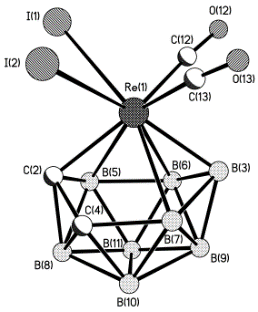 I(1)
O(12)
C(12)
I(2)
O(13)
C(13)
Re(1)
C(2)
B(5)
B(6)
B(3)
C(4)
B(7)
B(11)
B(8)
B(9)
B(10)